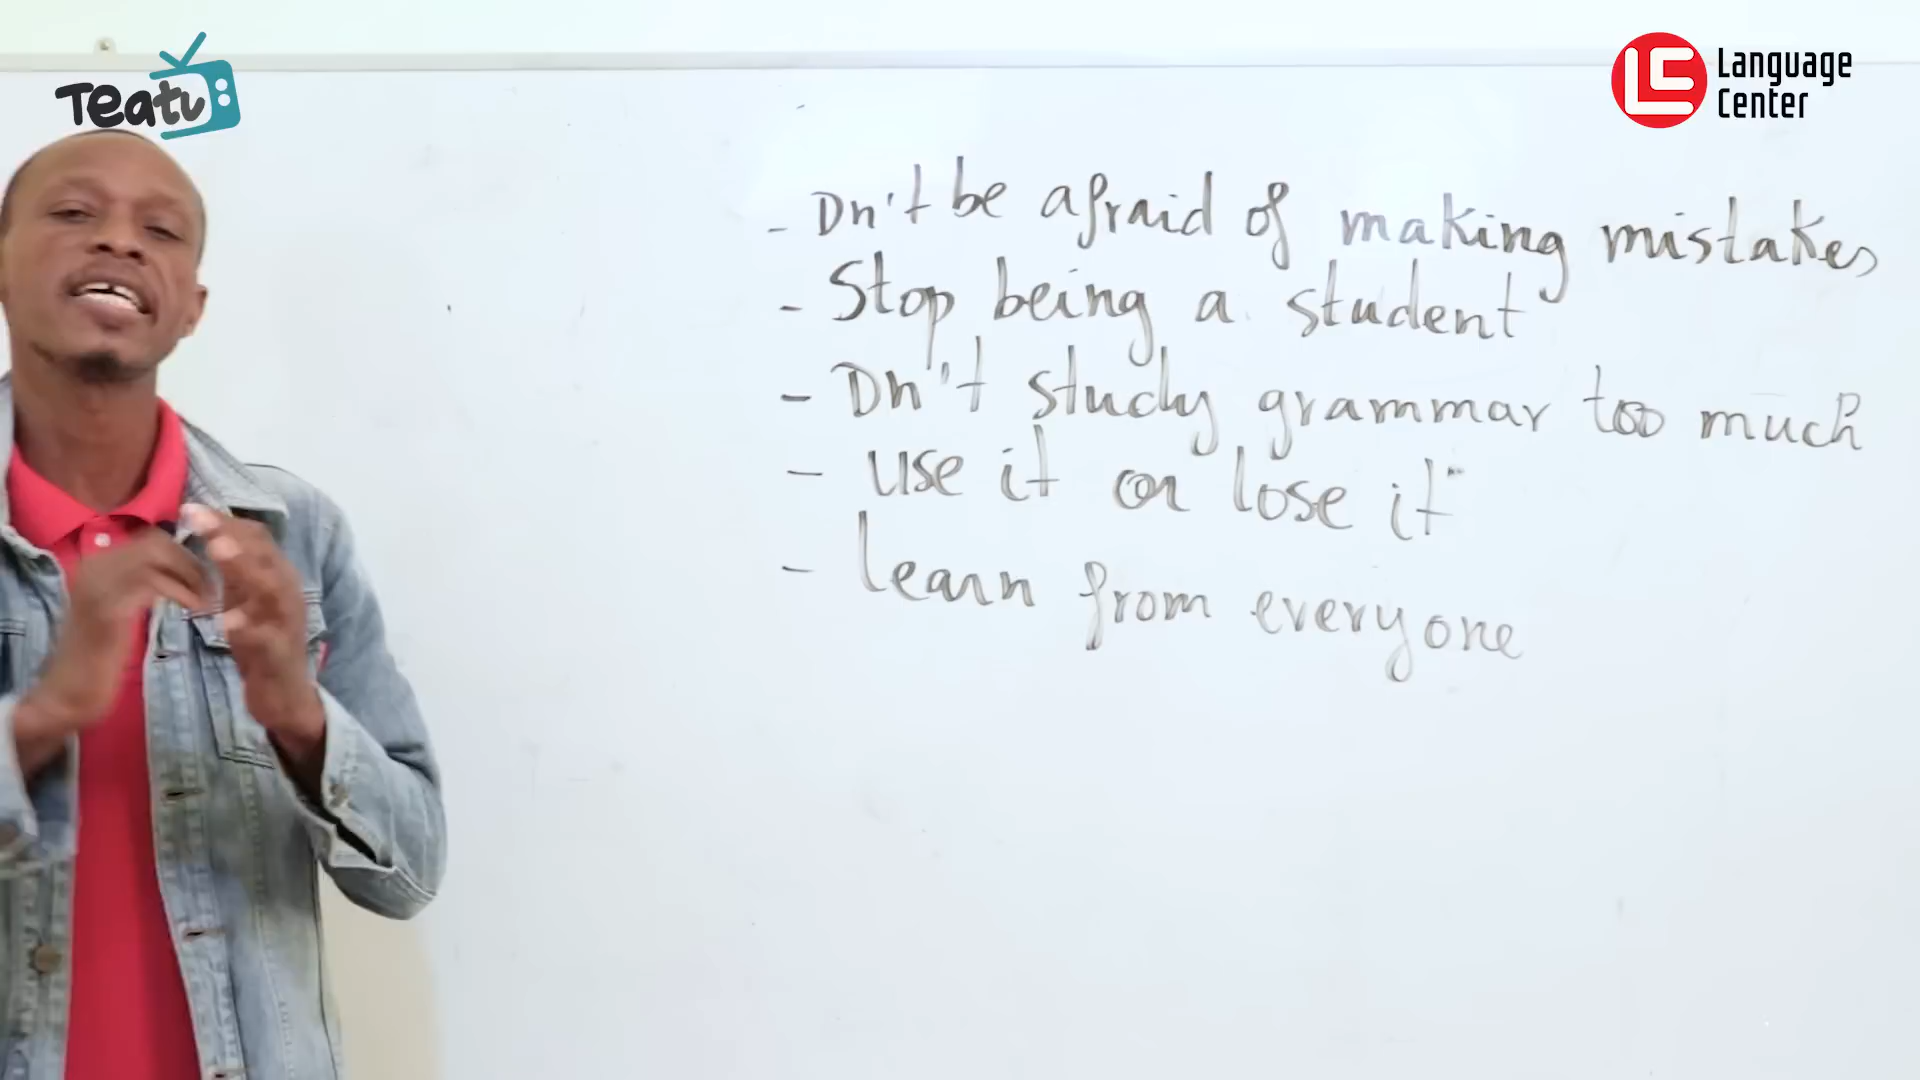 Teatv
LC Language
Center
- Dn't be afraid of making mistakes
- Stop being a student
- Dn't study grammar too much
- use it or lose it
- learn from everyone